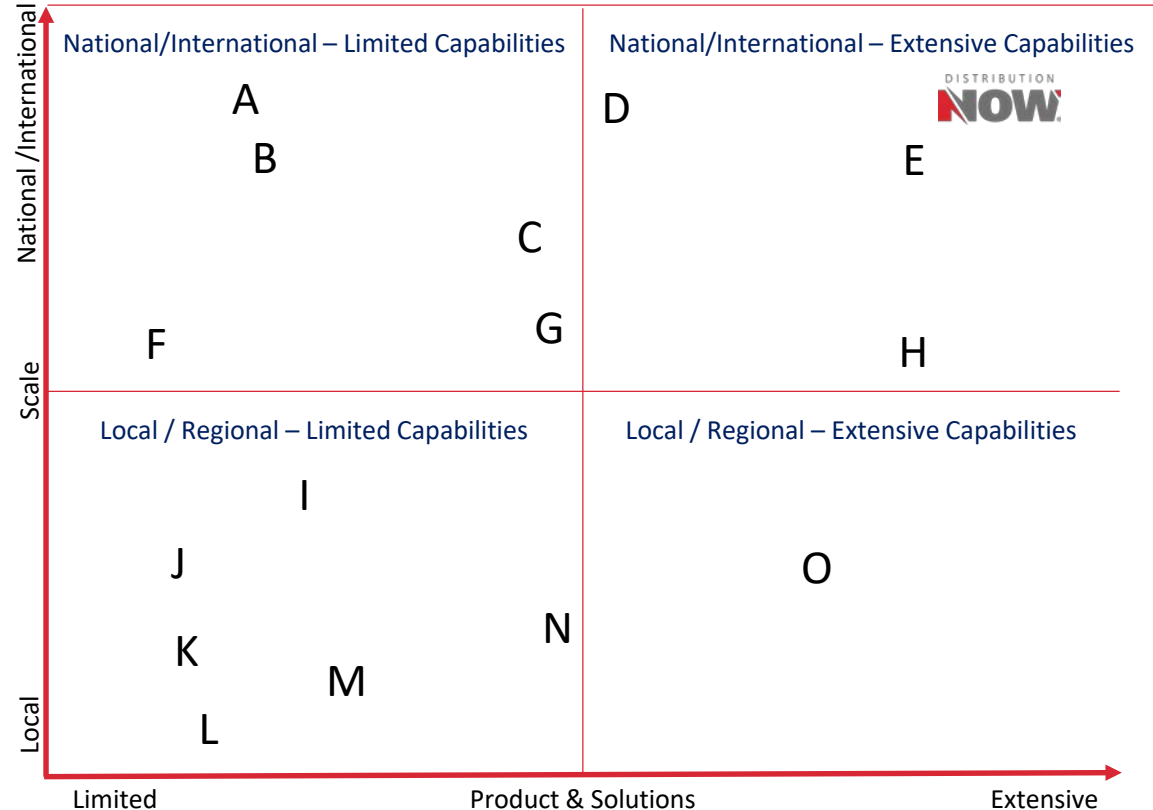 National/International – Limited Capabilities
National/International – Extensive Capabilities
A
D
DISTRIBUTION
NOW
B
E
C
G
F
H
National /International
Scale
Local
Local / Regional – Limited Capabilities
Local / Regional – Extensive Capabilities
I
J
O
N
K
M
L
Limited
Product & Solutions
Extensive